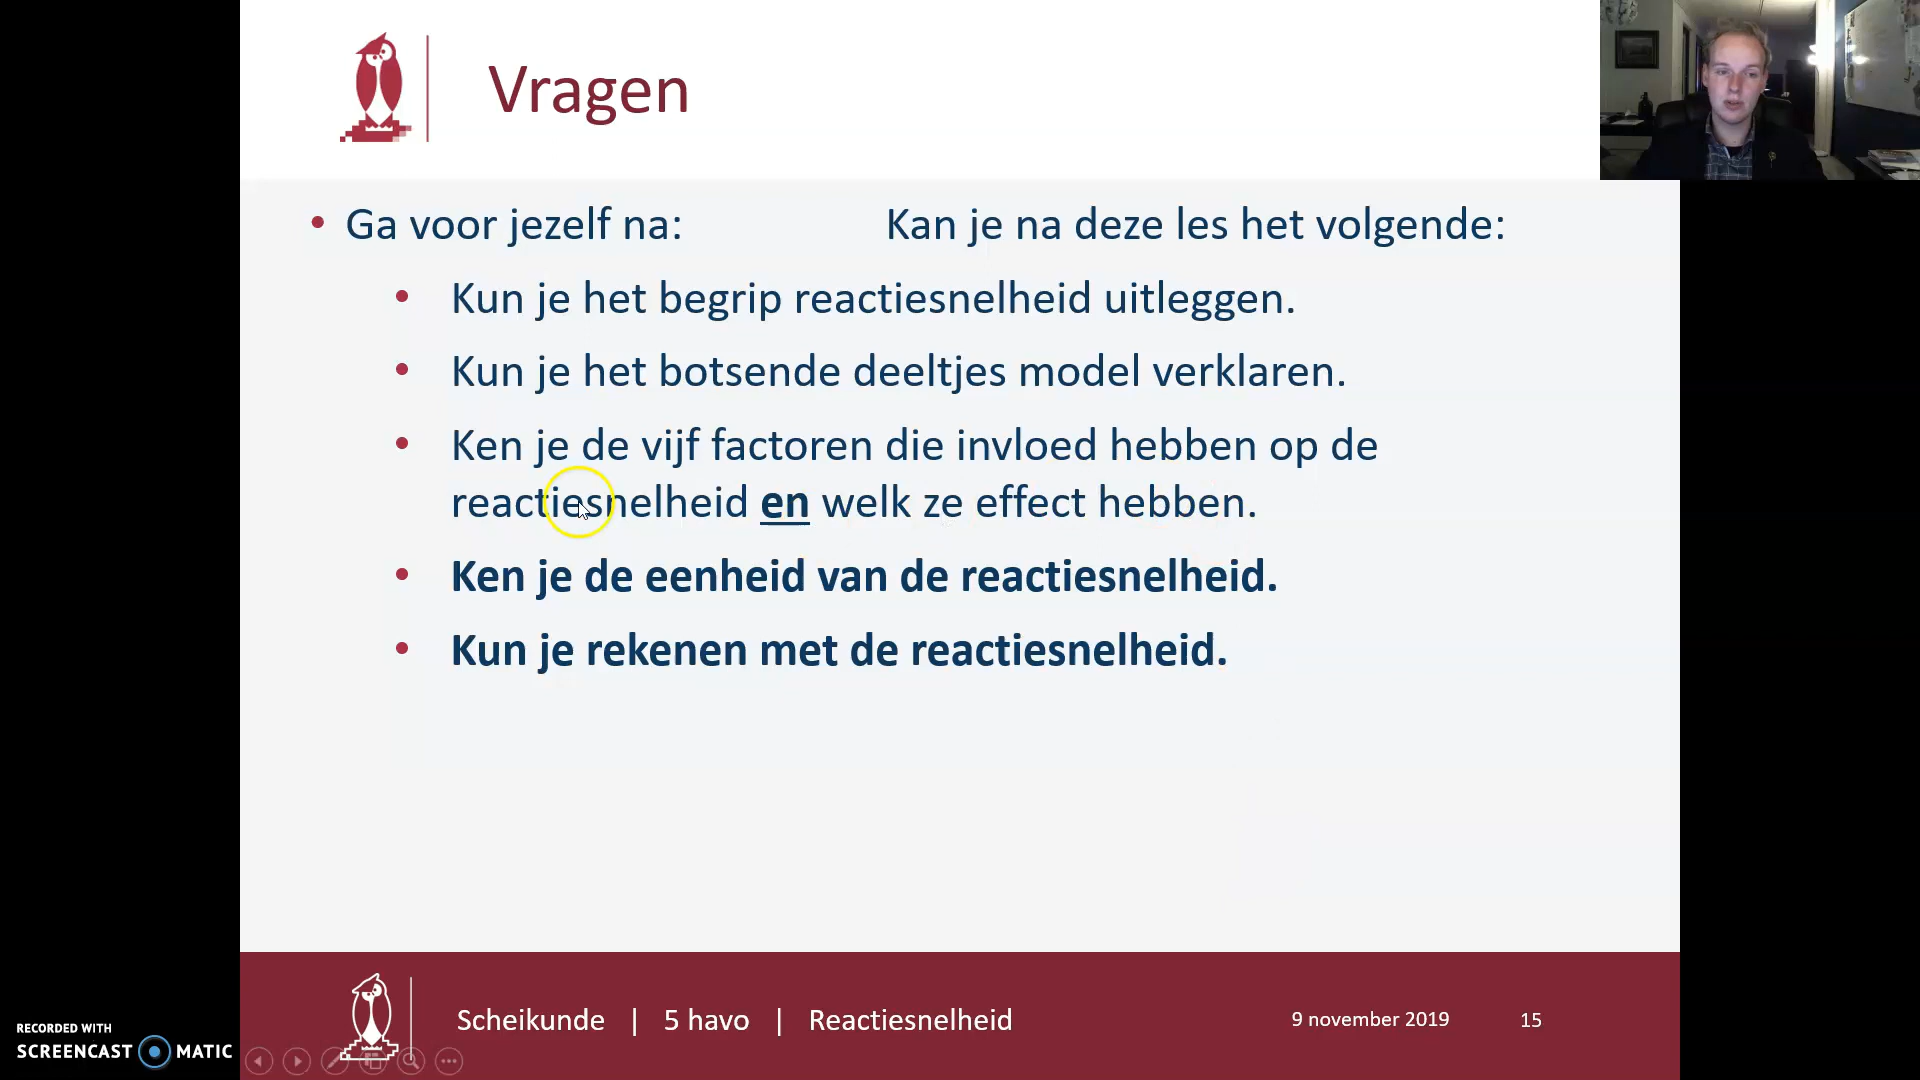 Vragen
Ga voor jezelf na: Kan je na deze les het volgende:
Kun je het begrip reactiesnelheid uitleggen.
Kun je het botsende deeltjes model verklaren.
Ken je de vijf factoren die invloed hebben op de
reactiesnelheid en welk ze effect hebben.
Ken je de eenheid van de reactiesnelheid.
Kun je rekenen met de reactiesnelheid.
Scheikunde | 5 havo | Reactiesnelheid 9 november 2019 15
RECORDED WITH
SCREENCAST MATIC